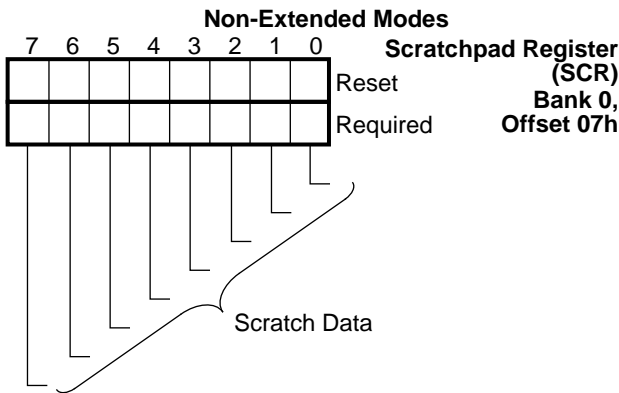 Non-Extended Modes
7 6 5 4 3 2 1 0
Scratchpad Register
(SCR)
Bank 0,
Offset 07h
Reset
Required
Scratch Data